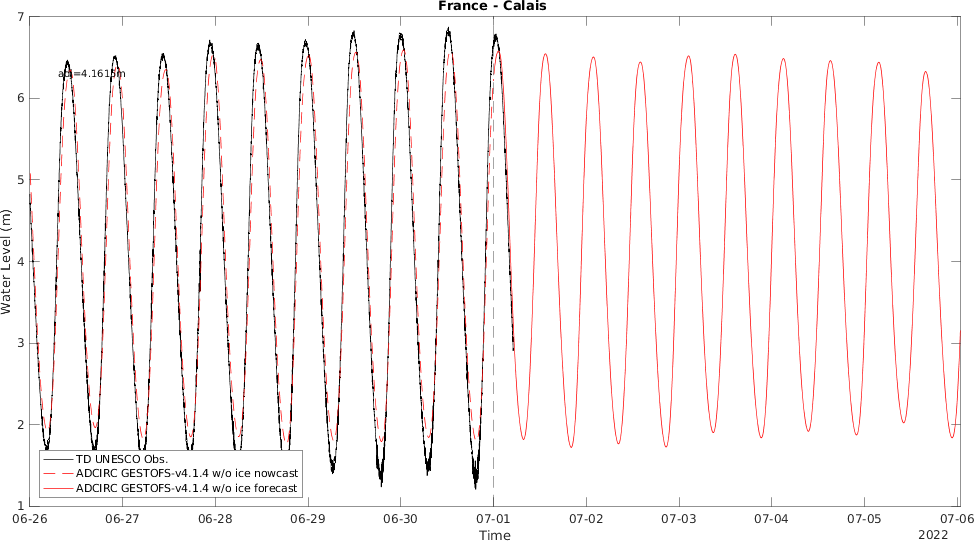 France - Calais
7
6
5
4
3
2
1
Water Level (m)
adj=4.1613m
TD UNESCO Obs.
ADCIRC GESTOFS-v4.1.4 w/o ice nowcast
ADCIRC GESTOFS-v4.1.4 w/o ice forecast
06-26 06-27 06-28 06-29 06-30 07-01 07-02 07-03 07-04 07-05 07-06
Time
2022